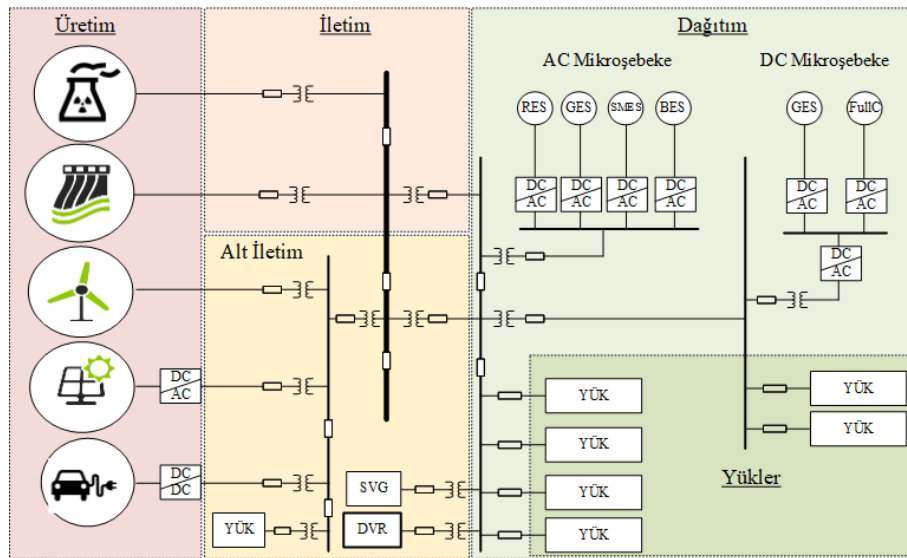 Üretim
İletim
Dağıtım
AC Mikroşebeke
DC Mikroşebeke
RES
GES
SMES
BES
GES
FullC
DC
AC
DC
AC
DC
AC
DC
AC
DC
AC
DC
AC
DC
AC
Alt İletim
DC
AC
DC
DC
YÜK
SVG
DVR
YÜK
YÜK
YÜK
YÜK
YÜK
YÜK
Yükler